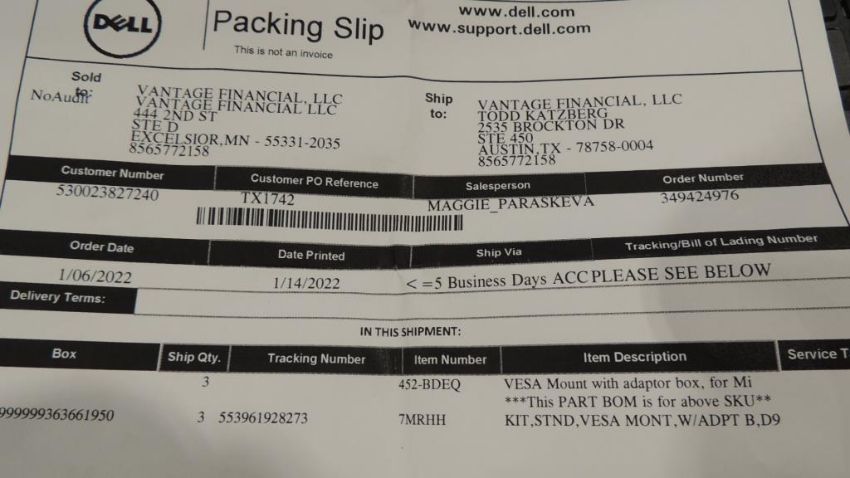 DELL
Packing Slip
This is not an invoice
www.dell.com
www.support.dell.com
Sold to:
NoAudit
VANTAGE FINANCIAL, LLC
VANTAGE FINANCIAL LLC
444 2ND ST
STE D
EXCELSIOR,MN - 55331-2035
8565772158
Ship to:
VANTAGE FINANCIAL, LLC
TODD KATZBERG
2535 BROCKTON DR
STE 450
AUSTIN,TX - 78758-0004
8565772158
Customer Number Customer PO Reference Salesperson Order Number
530023827240 TX1742 MAGGIE_PARASKEVA 349424976
Order Date Date Printed Ship Via Tracking/Bill of Lading Number
1/06/2022 1/14/2022 < =5 Business Days ACCPLEASE SEE BELOW
Delivery Terms:
IN THIS SHIPMENT:
Box Ship Qty. Tracking Number Item Number Item Description Service T
3 452-BDEQ VESA Mount with adaptor box, for Mi
***This PART BOM is for above SKU**
999999363661950 3 553961928273 7MRHH KIT,STND,VESA MONT,W/ADPT B,D9